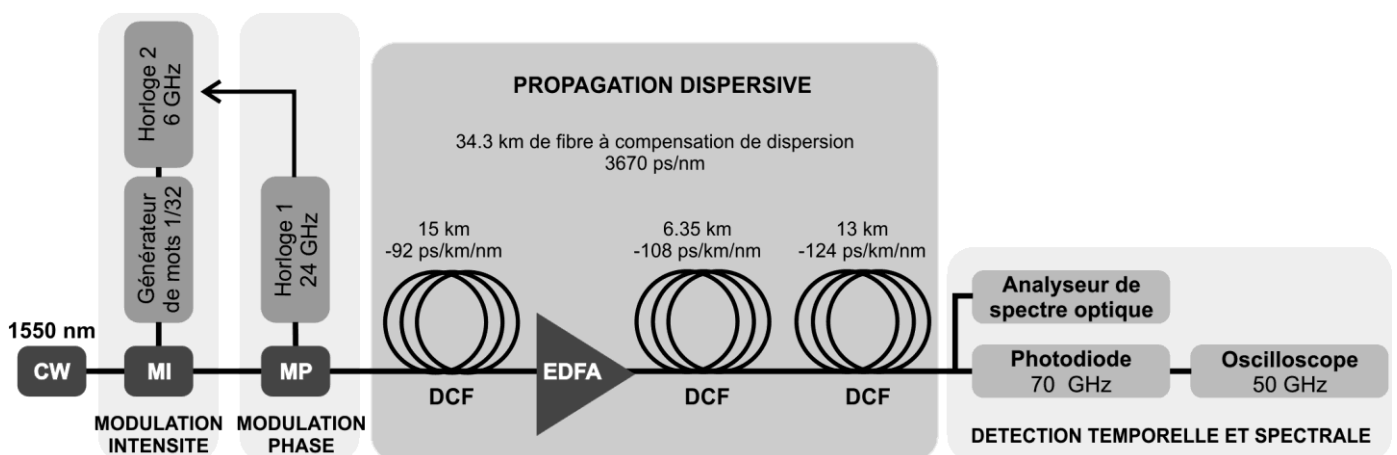 Horloge 2
6 GHz
Générateur
de mots 1/32
Horloge 1
24 GHz
1550 nm
CW
MI
MP
MODULATION
INTENSITE
MODULATION
PHASE
PROPAGATION DISPERSIVE
34.3 km de fibre à compensation de dispersion
3670 ps/nm
15 km
-92 ps/km/nm
DCF
EDFA
6.35 km
-108 ps/km/nm
DCF
13 km
-124 ps/km/nm
DCF
Analyseur de
spectre optique
Photodiode
70 GHz
Oscilloscope
50 GHz
DETECTION TEMPORELLE ET SPECTRALE